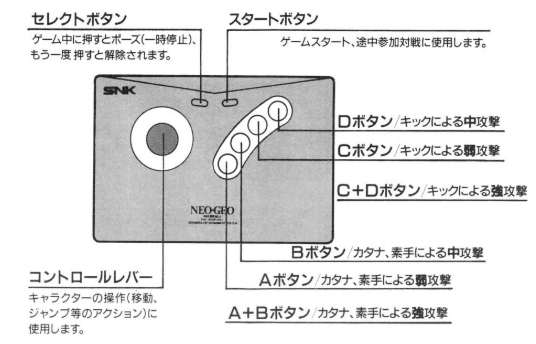 セレクトボタン
ゲーム中に押すとポーズ(一時停止)、
もう一度 押すと解除されます。
スタートボタン
ゲームスタート、途中参加対戦に使用します。
SNK
Dボタン/キックによる中攻撃
Cボタン/キックによる弱攻撃
C+Dボタン/キックによる強攻撃
NEO・GEO
Bボタン/カタナ、素手による中攻撃
Aボタン/カタナ、素手による弱攻撃
A+Bボタン/カタナ、素手による強攻撃
コントロールレバー
キャラクターの操作(移動、
ジャンプ等のアクション)に
使用します。